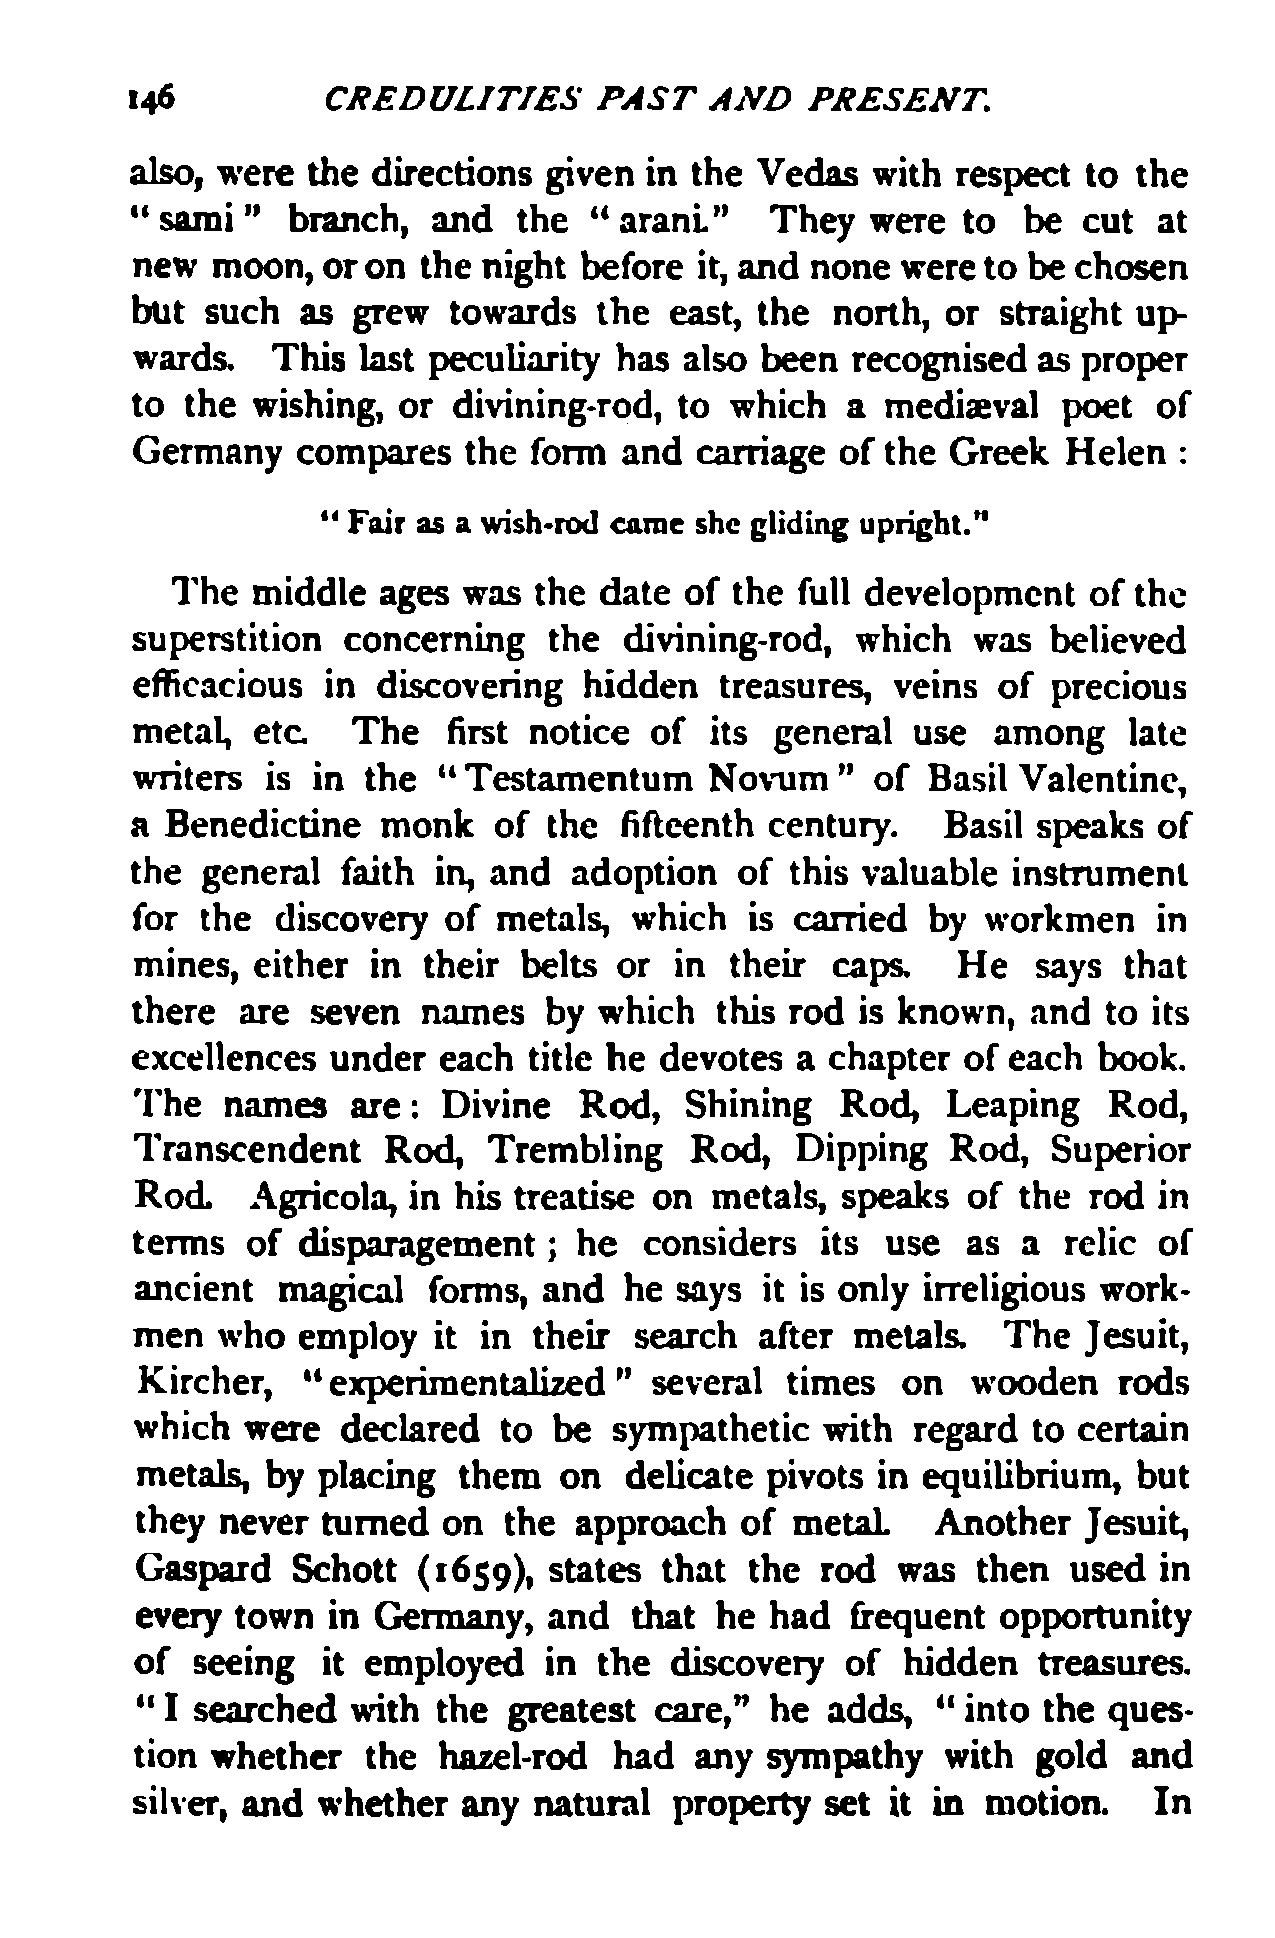 146 CREDULITIES PAST AND PRESENT.
also, were the directions given in the Vedas with respect to the
“sami” branch, and the “arani.” They were to be cut at
new moon, or on the night before it, and none were to be chosen
but such as grew towards the east, the north, or straight up-
wards. This last peculiarity has also been recognised as proper
to the wishing, or divining-rod, to which a mediæval poet of
Germany compares the form and carriage of the Greek Helen :
“Fair as a wish-rod came she gliding upright.”
The middle ages was the date of the full development of the
superstition concerning the divining-rod, which was believed
efficacious in discovering hidden treasures, veins of precious
metal, etc. The first notice of its general use among late
writers is in the “Testamentum Novum” of Basil Valentine,
a Benedictine monk of the fifteenth century. Basil speaks of
the general faith in, and adoption of this valuable instrument
for the discovery of metals, which is carried by workmen in
mines, either in their belts or in their caps. He says that
there are seven names by which this rod is known, and to its
excellences under each title he devotes a chapter of each book.
The names are : Divine Rod, Shining Rod, Leaping Rod,
Transcendent Rod, Trembling Rod, Dipping Rod, Superior
Rod. Agricola, in his treatise on metals, speaks of the rod in
terms of disparagement ; he considers its use as a relic of
ancient magical forms, and he says it is only irreligious work-
men who employ it in their search after metals. The Jesuit,
Kircher, “experimentalized” several times on wooden rods
which were declared to be sympathetic with regard to certain
metals, by placing them on delicate pivots in equilibrium, but
they never turned on the approach of metal. Another Jesuit,
Gaspard Schott (1659), states that the rod was then used in
every town in Germany, and that he had frequent opportunity
of seeing it employed in the discovery of hidden treasures.
“I searched with the greatest care,” he adds, “into the ques-
tion whether the hazel-rod had any sympathy with gold and
silver, and whether any natural property set it in motion. In